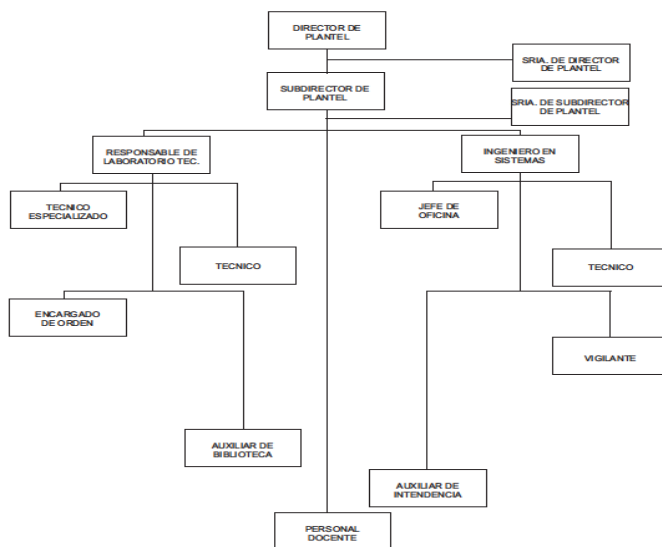 DIRECTOR DE
PLANTEL
SRIA. DE DIRECTOR
DE PLANTEL
SUBDIRECTOR DE
PLANTEL
SRIA. DE SUBDIRECTOR
DE PLANTEL
RESPONSABLE DE
LABORATORIO TEC.
INGENIERO EN
SISTEMAS
TECNICO
ESPECIALIZADO
JEFE DE
OFICINA
TECNICO
TECNICO
ENCARGADO
DE ORDEN
VIGILANTE
AUXILIAR DE
BIBLIOTECA
AUXILIAR DE
INTENDENCIA
PERSONAL
DOCENTE